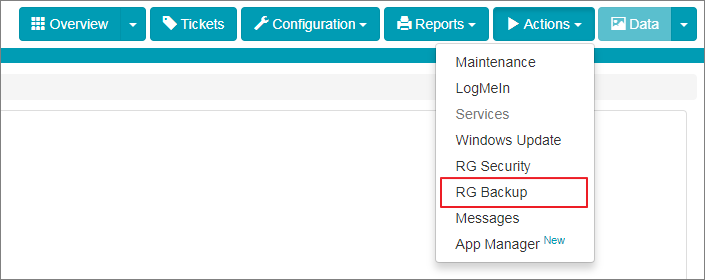 Overview Tickets Configuration Reports Actions Data
Maintenance
LogMeIn
Services
Windows Update
RG Security
RG Backup
Messages
App Manager New